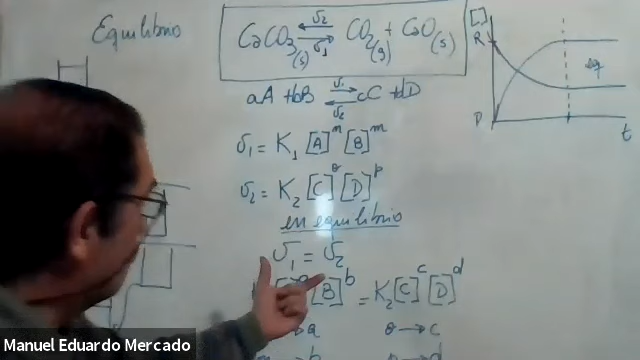 Equilibrio
CaCO3(s) ⇌ CO2(g) + CaO(s)
v2
v1
aA + bB ⇌ cC + dD
v1
v2
v1 = K1 [A]^m [B]^m
v2 = K2 [C]^o [D]^p
en equilibrio
v1 = v2
[B]^b = K2 [C]^c [D]^d
→ a o → c
→ b → d
[ ]
R
P
eq
t
Manuel Eduardo Mercado